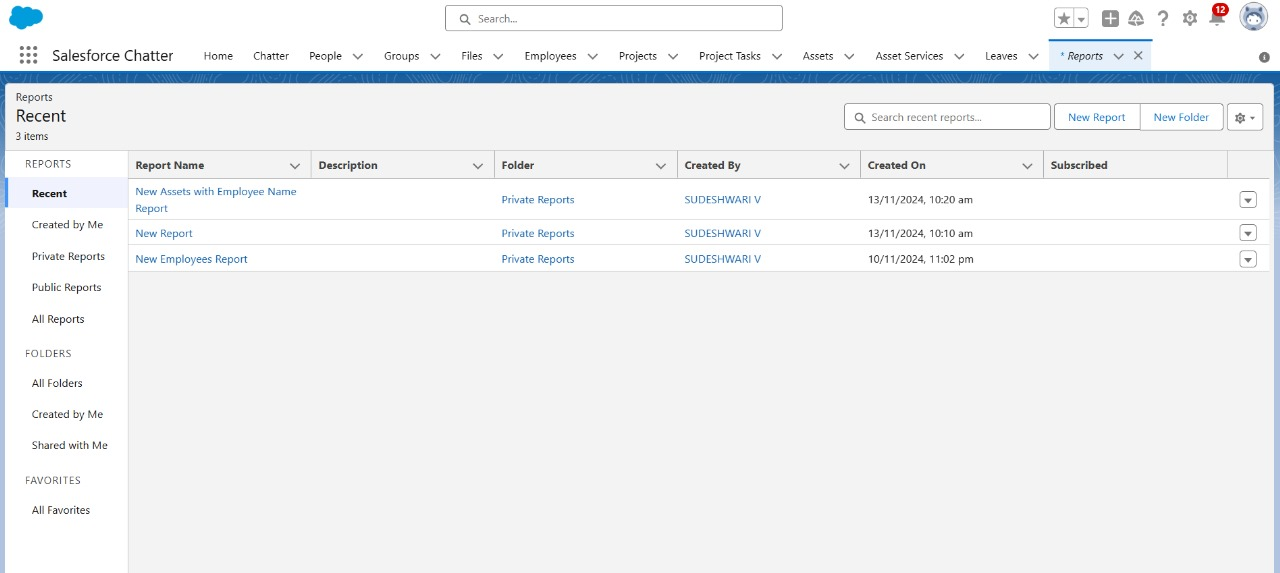 Search...
12
Salesforce Chatter
Home
Chatter
People
Groups
Files
Employees
Projects
Project Tasks
Assets
Asset Services
Leaves
* Reports
Reports
Recent
3 items
Search recent reports...
New Report
New Folder
REPORTS
Recent
Created by Me
Private Reports
Public Reports
All Reports
FOLDERS
All Folders
Created by Me
Shared with Me
FAVORITES
All Favorites
Report Name Description Folder Created By Created On Subscribed
New Assets with Employee Name
Report
Private Reports SUDESHWARI V 13/11/2024, 10:20 am
New Report Private Reports SUDESHWARI V 13/11/2024, 10:10 am
New Employees Report Private Reports SUDESHWARI V 10/11/2024, 11:02 pm